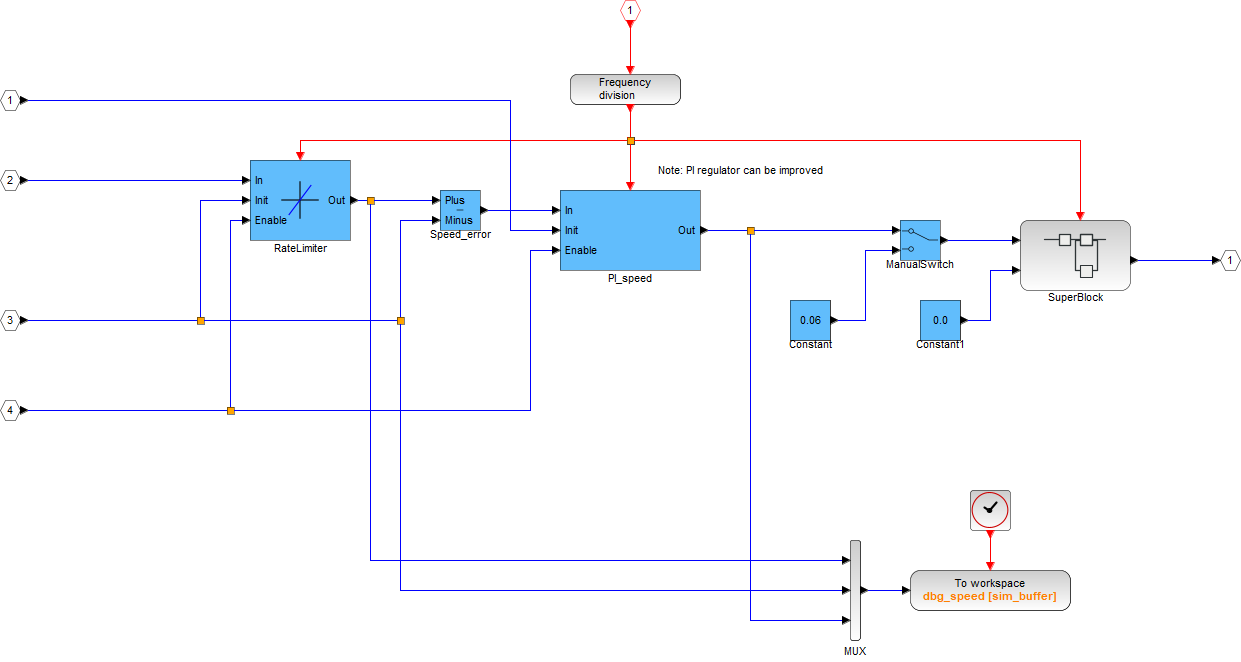 1
Frequency
division
1
Note: PI regulator can be improved
2
In
Init
Enable
Out
RateLimiter
Plus
Minus
Speed_error
In
Init
Enable
Out
PI_speed
ManualSwitch
SuperBlock
1
3
0.06
Constant
0.0
Constant1
4
To workspace
dbg_speed [sim_buffer]
MUX